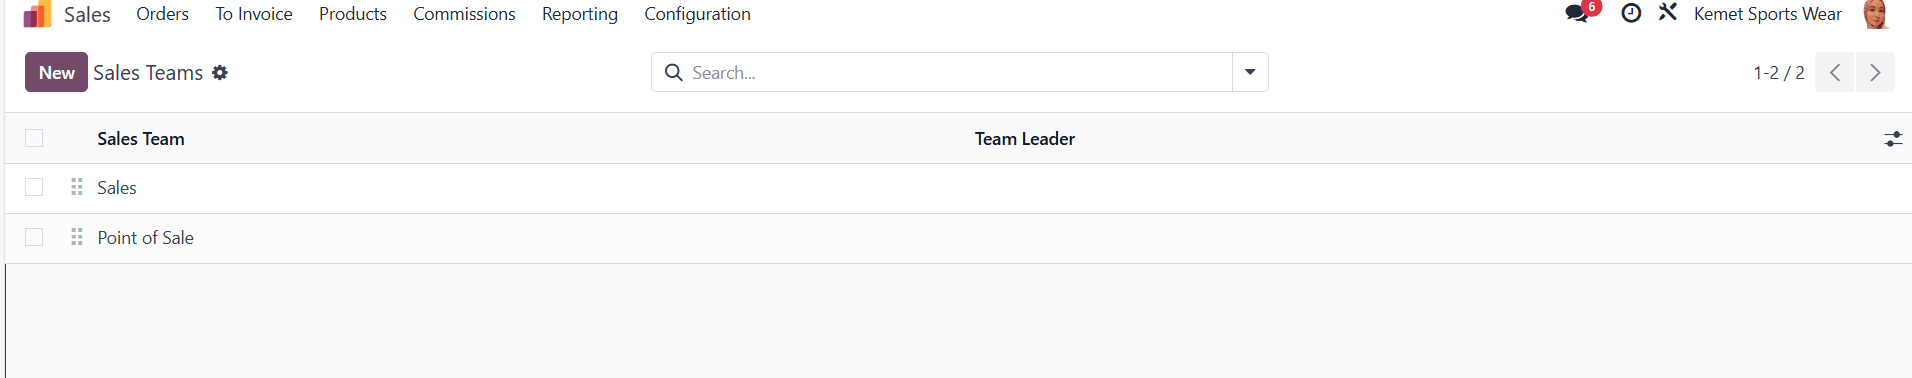 Sales Orders To Invoice Products Commissions Reporting Configuration 6 Kemet Sports Wear
New Sales Teams Search... 1-2 / 2
Sales Team Team Leader
Sales
Point of Sale